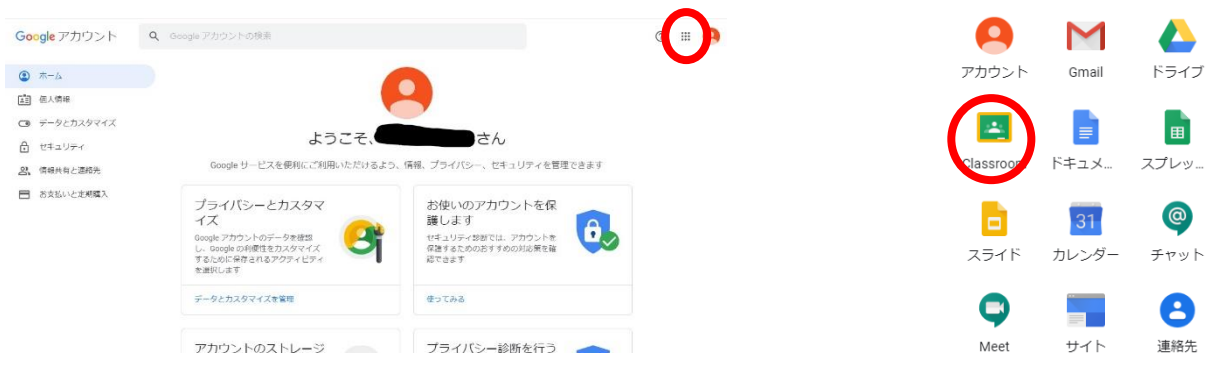 Google アカウント
Google アカウントの検索
ホーム
個人情報
データとカスタマイズ
セキュリティ
情報共有と連絡先
お支払いと定期購入
ようこそ、
さん
Google サービスを便利にご利用いただけるよう、情報、プライバシー、セキュリティを管理できます
プライバシーとカスタマ
イズ
Google アカウントのデータを確認
し、Google の利便性をカスタマイズ
するために保存されるアクティビティ
を選択します
データとカスタマイズを管理
お使いのアカウントを保
護します
セキュリティ診断では、アカウントを
保護するためのおすすめの対応策を確
認できます
使ってみる
アカウントのストレージ
プライバシー診断を行う
アカウント
Gmail
ドライブ
Classroom
ドキュメ...
スプレッ...
スライド
31
カレンダー
チャット
Meet
サイト
連絡先